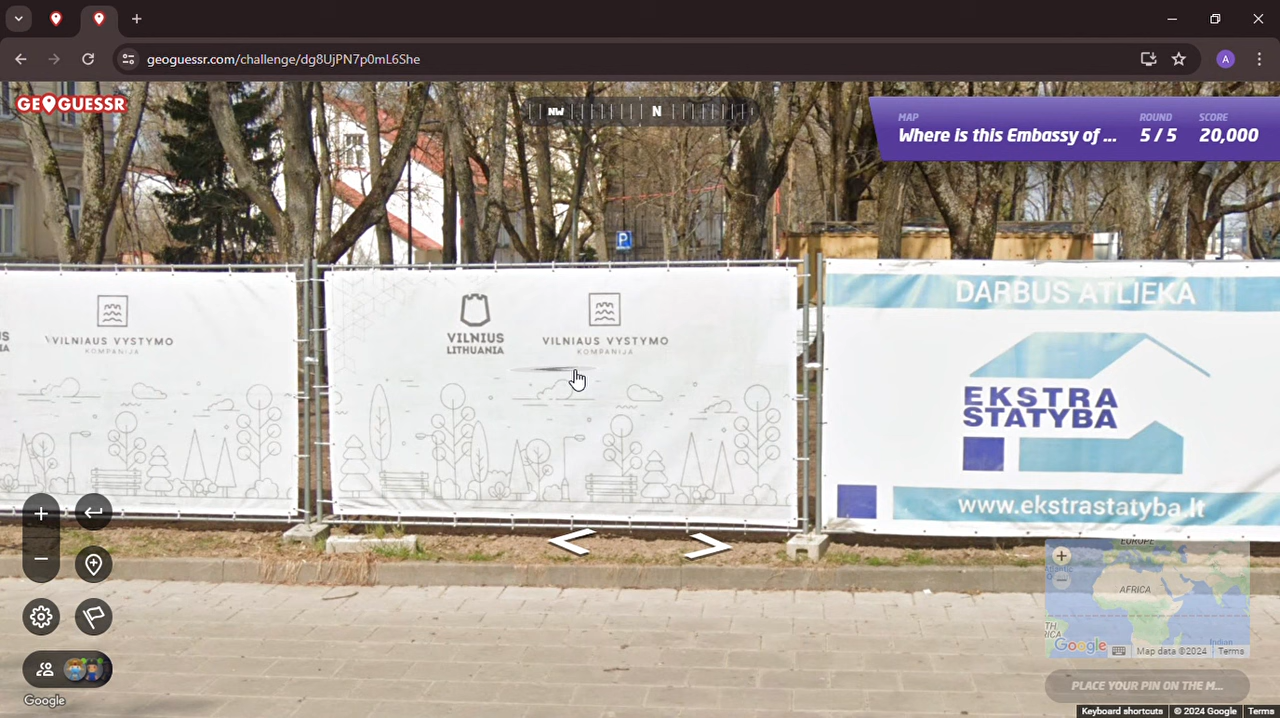 geoguessr.com/challenge/dg8UjPN7p0mL6She
A
GEOGUESSR
NW
N
MAP
ROUND
SCORE
Where is this Embassy of ...
5 / 5
20,000
VILNIAUS VYSTYMO
KOMPANIJA
VILNIUS
LITHUANIA
VILNIAUS VYSTYMO
KOMPANIJA
DARBUS ATLIEKA
EKSTRA
STATYBA
www.ekstrastatyba.lt
P
EUROPE
AFRICA
Indian
Google
Map data ©2024
Terms
PLACE YOUR PIN ON THE M...
Google
Keyboard shortcuts
© 2024 Google
Terms